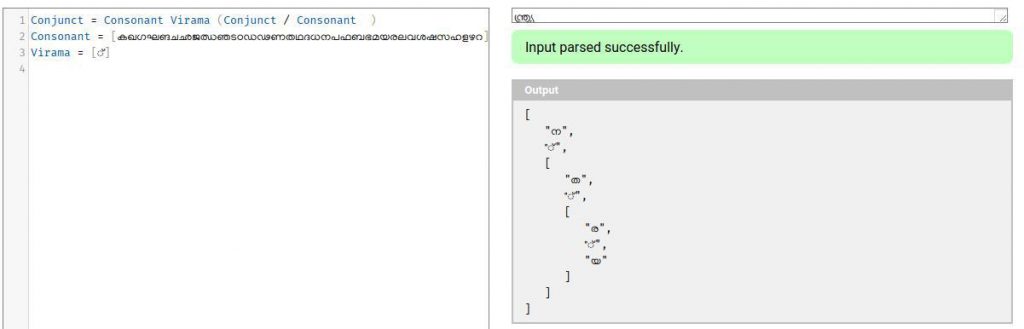 1 Conjunct = Consonant Virama (Conjunct / Consonant )
2 Consonant = [കഖഗഘങചഛജഝഞടഠഡഢണതഥദധനപഫബഭമയരലവശഷസഹളഴറ]
3 Virama = [്]
4
ന്ത്ര്യ
Input parsed successfully.
Output
[
"ന",
"്",
[
"ത",
"്",
[
"ര",
"്",
"യ"
]
]
]